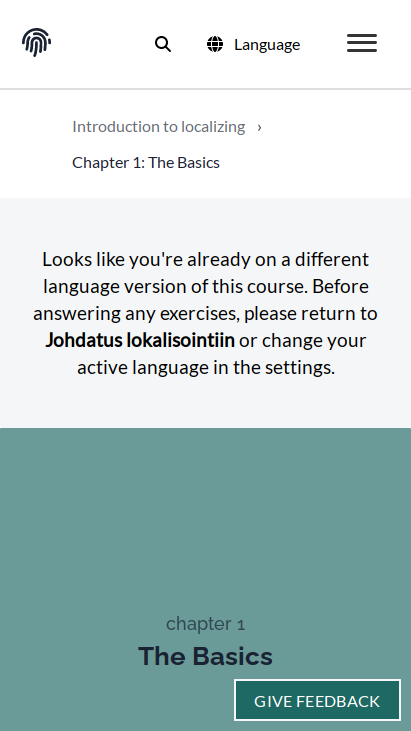 Language
Introduction to localizing ›
Chapter 1: The Basics
Looks like you're already on a different
language version of this course. Before
answering any exercises, please return to
Johdatus lokalisointiin or change your
active language in the settings.
chapter 1
The Basics
GIVE FEEDBACK